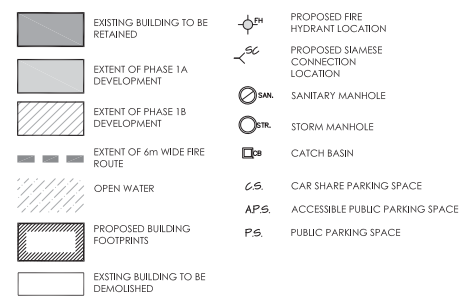 EXISTING BUILDING TO BE
RETAINED
EXTENT OF PHASE 1A
DEVELOPMENT
EXTENT OF PHASE 1B
DEVELOPMENT
EXTENT OF 6m WIDE FIRE
ROUTE
OPEN WATER
PROPOSED BUILDING
FOOTPRINTS
EXSTING BUILDING TO BE
DEMOLISHED
FH
PROPOSED FIRE
HYDRANT LOCATION
SC
PROPOSED SIAMESE
CONNECTION
LOCATION
SAN. SANITARY MANHOLE
STR. STORM MANHOLE
CB CATCH BASIN
C.S. CAR SHARE PARKING SPACE
A.P.S. ACCESSIBLE PUBLIC PARKING SPACE
P.S. PUBLIC PARKING SPACE